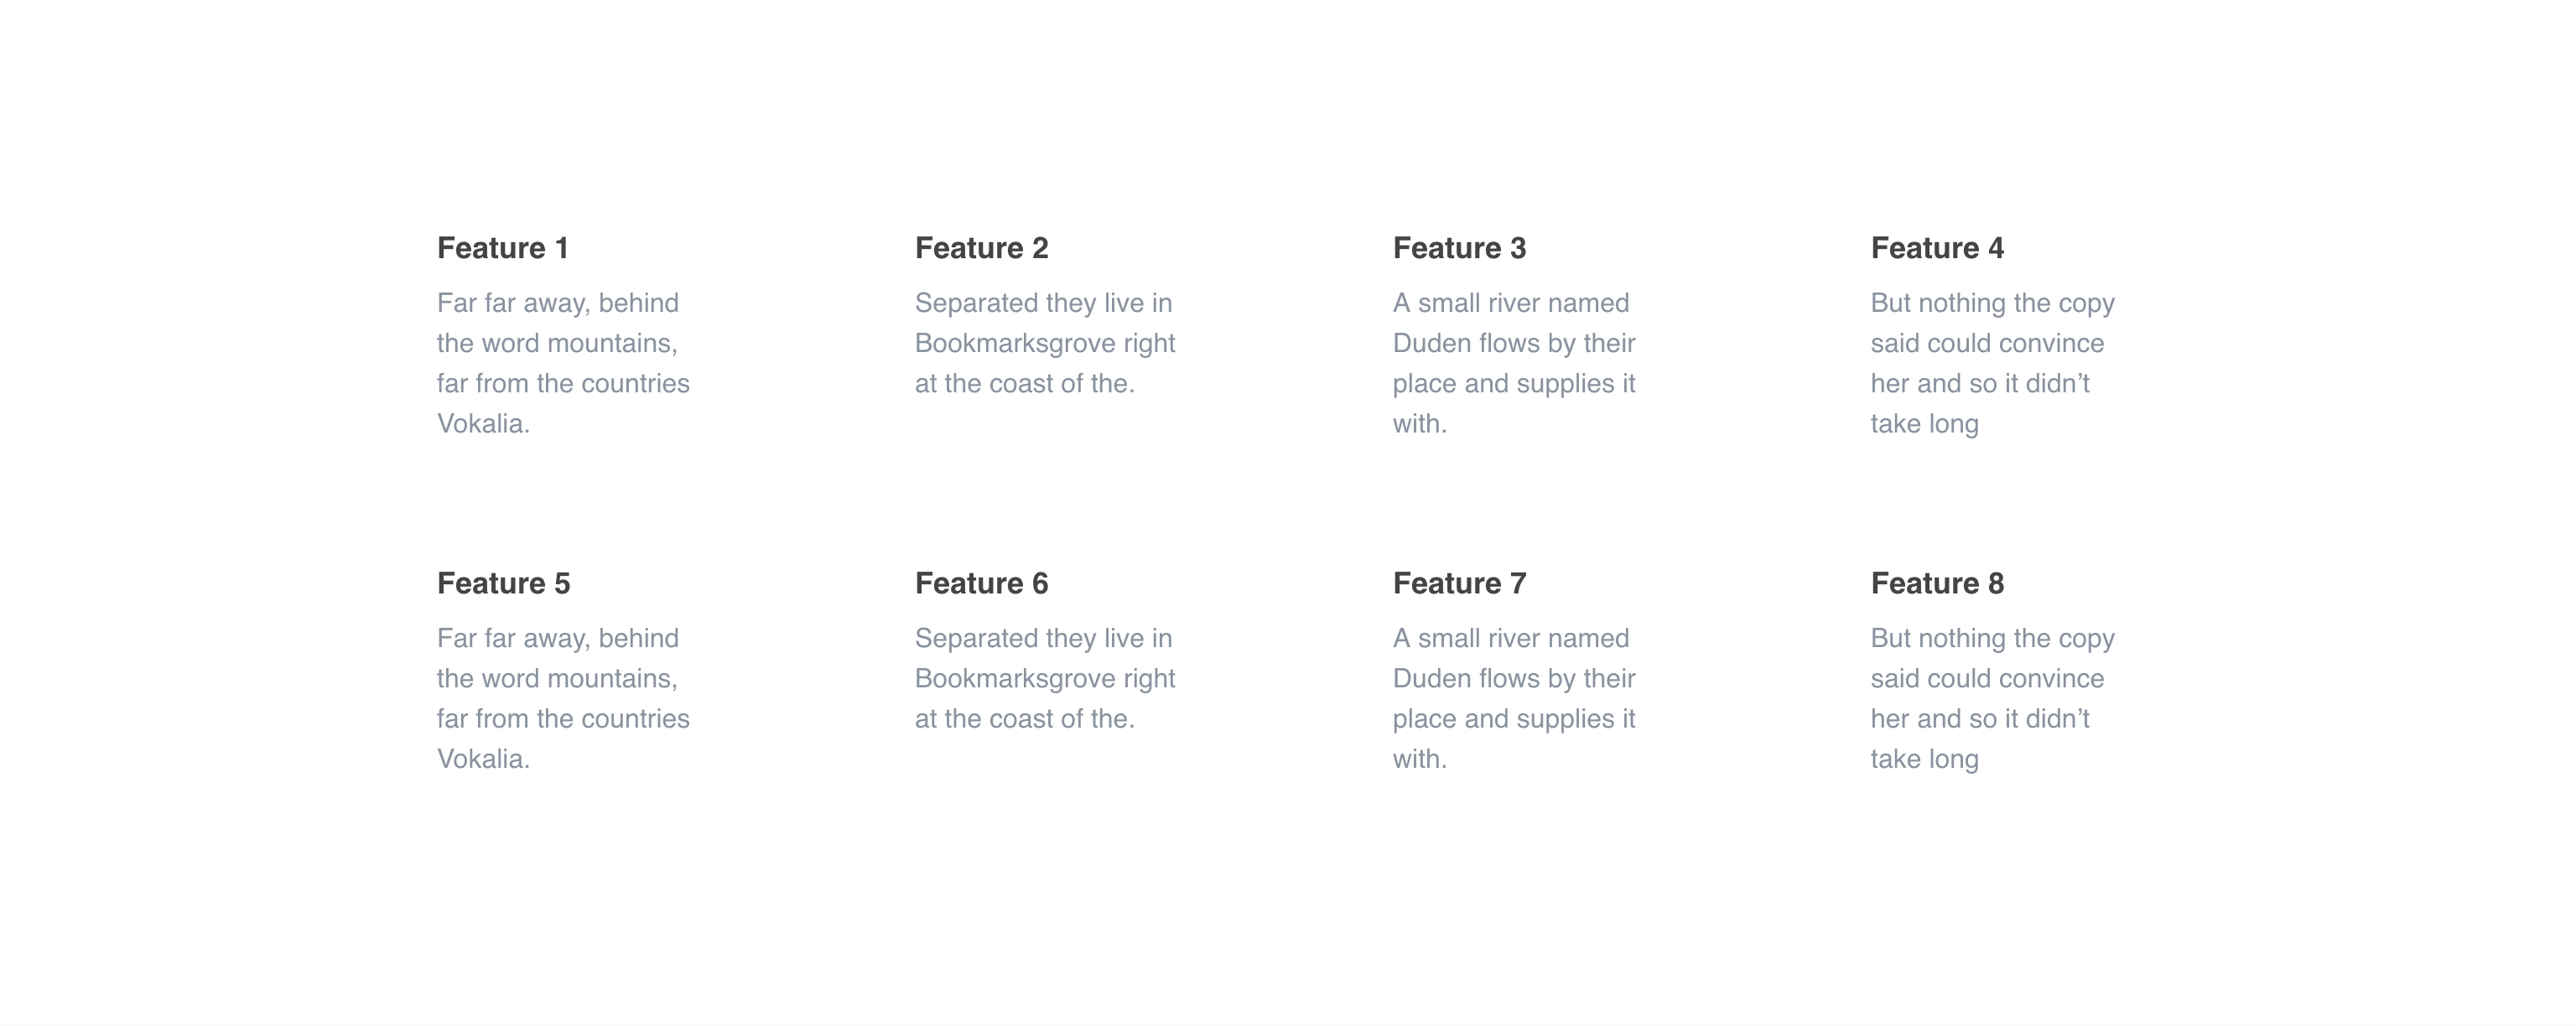 Feature 1
Far far away, behind
the word mountains,
far from the countries
Vokalia.
Feature 2
Separated they live in
Bookmarksgrove right
at the coast of the.
Feature 3
A small river named
Duden flows by their
place and supplies it
with.
Feature 4
But nothing the copy
said could convince
her and so it didn’t
take long
Feature 5
Far far away, behind
the word mountains,
far from the countries
Vokalia.
Feature 6
Separated they live in
Bookmarksgrove right
at the coast of the.
Feature 7
A small river named
Duden flows by their
place and supplies it
with.
Feature 8
But nothing the copy
said could convince
her and so it didn’t
take long